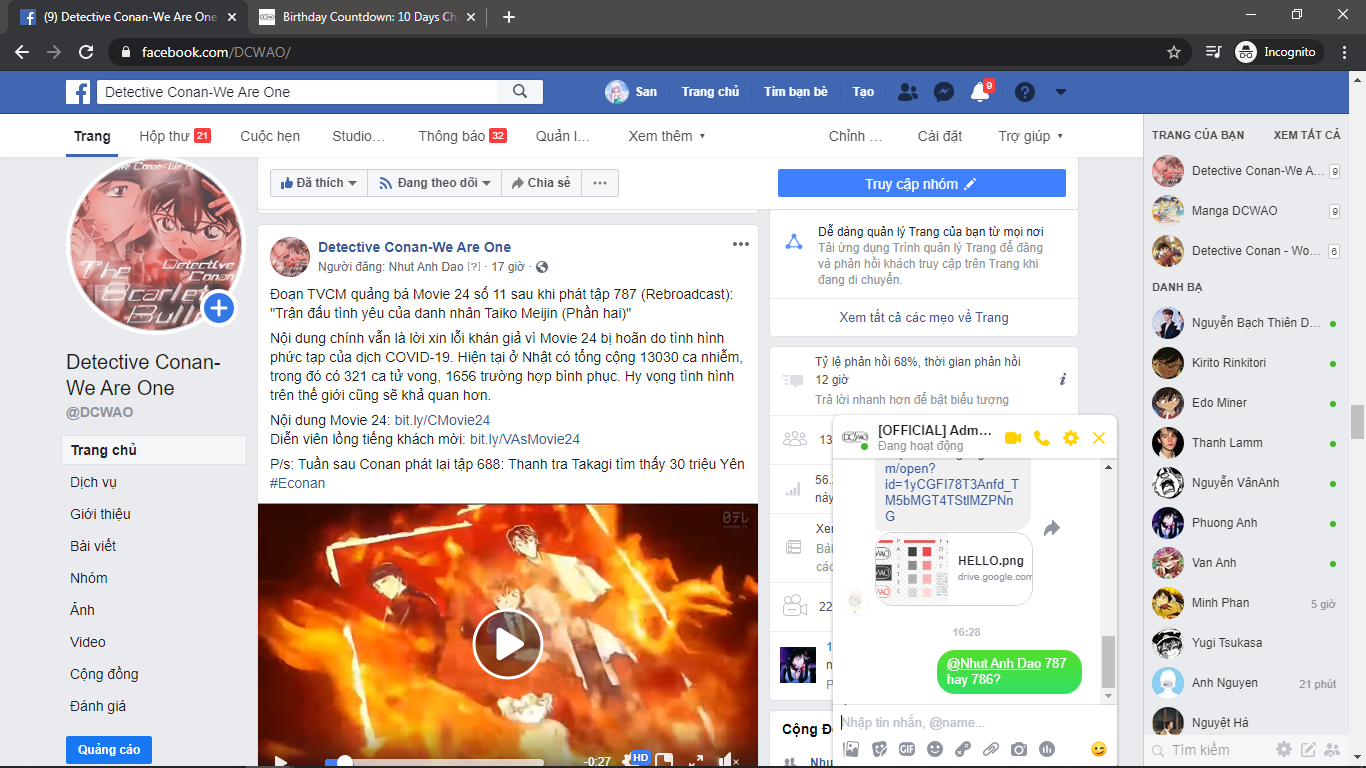 (9) Detective Conan-We Are One
Birthday Countdown: 10 Days Ch
facebook.com/DCWAO/
Incognito
Detective Conan-We Are One
San
Trang chủ
Tìm bạn bè
Tạo
9
Trang
Hộp thư 21
Cuộc hẹn
Studio…
Thông báo 32
Quản l…
Xem thêm
Chỉnh …
Cài đặt
Trợ giúp
The Scarlet Bullet
Detective Conan
Detective Conan-
We Are One
@DCWAO
Trang chủ
Dịch vụ
Giới thiệu
Bài viết
Nhóm
Ảnh
Video
Cộng đồng
Đánh giá
Quảng cáo
Đã thích
Đang theo dõi
Chia sẻ
Truy cập nhóm
Detective Conan-We Are One
Người đăng: Nhut Anh Dao [?] · 17 giờ ·
Đoạn TVCM quảng bá Movie 24 số 11 sau khi phát tập 787 (Rebroadcast):
"Trận đấu tình yêu của danh nhân Taiko Meijin (Phần hai)"
Nội dung chính vẫn là lời xin lỗi khán giả vì Movie 24 bị hoãn do tình hình
phức tạp của dịch COVID-19. Hiện tại ở Nhật có tổng cộng 13030 ca nhiễm,
trong đó có 321 ca tử vong, 1656 trường hợp bình phục. Hy vọng tình hình
trên thế giới cũng sẽ khả quan hơn.
Nội dung Movie 24: bit.ly/CMovie24
Diễn viên lồng tiếng khách mời: bit.ly/VAsMovie24
P/s: Tuần sau Conan phát lại tập 688: Thanh tra Takagi tìm thấy 30 triệu Yên
#Econan
日テレ
-0:27
HD
Dễ dàng quản lý Trang của bạn từ mọi nơi
Tải ứng dụng Trình quản lý Trang để đăng
và phản hồi khách truy cập trên Trang khi
đang di chuyển.
Xem tất cả các mẹo về Trang
Tỷ lệ phản hồi 68%, thời gian phản hồi
12 giờ
Trả lời nhanh hơn để bật biểu tượng
13
56.
này
Xer
Bài
các
22
1
n
P
Cộng Đ
Nhu
[OFFICIAL] Adm…
Đang hoạt động
m/open?
id=1yCGFI78T3Anfd_T
M5bMGT4TStlMZPNn
G
HELLO.png
drive.google.com
16:28
@Nhut Anh Dao 787
hay 786?
Nhập tin nhắn, @name...
GIF
TRANG CỦA BẠN
XEM TẤT CẢ
Detective Conan-We A… 9
Manga DCWAO 9
Detective Conan - Wo… 6
DANH BẠ
Nguyễn Bạch Thiên D…
Kirito Rinkitori
Edo Miner
Thanh Lamm
Nguyễn VânAnh
Phuong Anh
Van Anh
Minh Phan 5 giờ
Yugi Tsukasa
Anh Nguyen 21 phút
Nguyệt Hà
Tìm kiếm